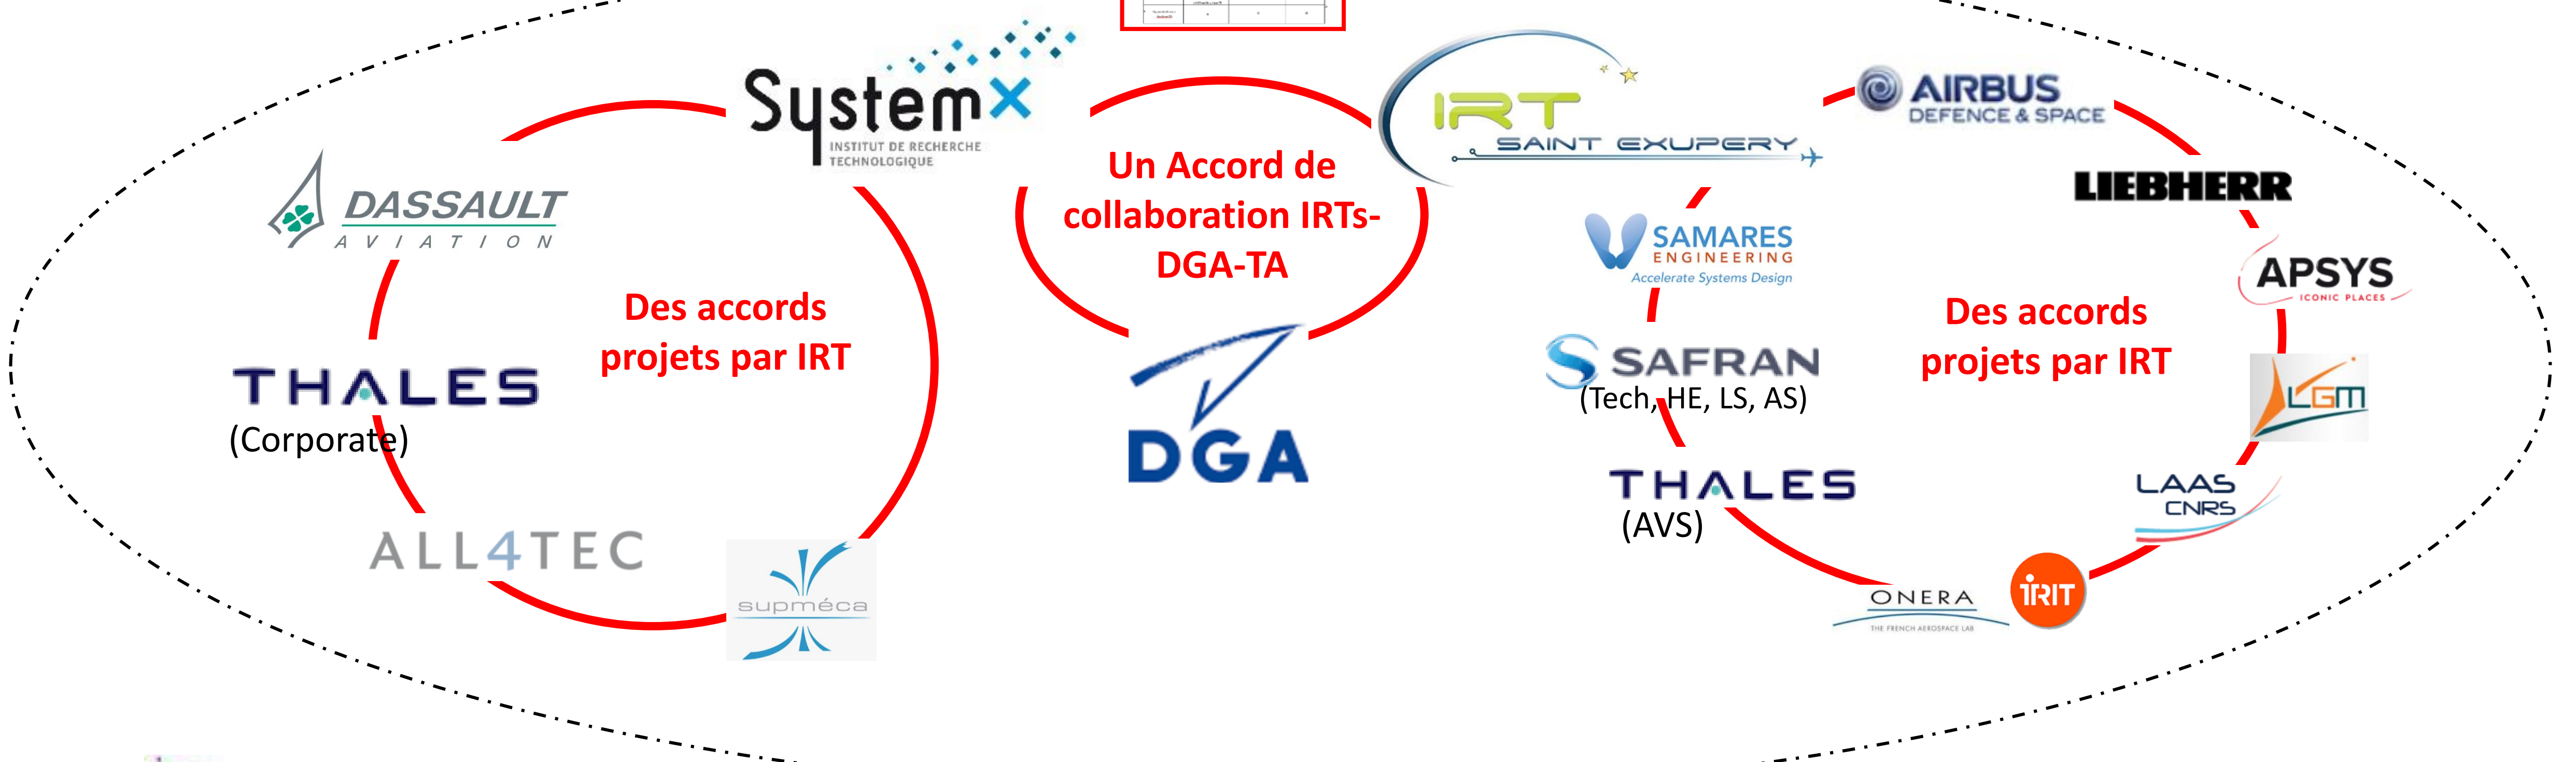 SystemX
INSTITUT DE RECHERCHE
TECHNOLOGIQUE
DASSAULT
AVIATION
Des accords
projets par IRT
THALES
(Corporate)
ALL4TEC
supméca
Un Accord de
collaboration IRTs-
DGA-TA
DGA
IRT
SAINT EXUPERY
AIRBUS
DEFENCE & SPACE
LIEBHERR
SAMARES
ENGINEERING
Accelerate Systems Design
APSYS
ICONIC PLACES
Des accords
projets par IRT
SAFRAN
(Tech, HE, LS, AS)
LGM
THALES
(AVS)
LAAS
CNRS
ONERA
THE FRENCH AEROSPACE LAB
IRIT